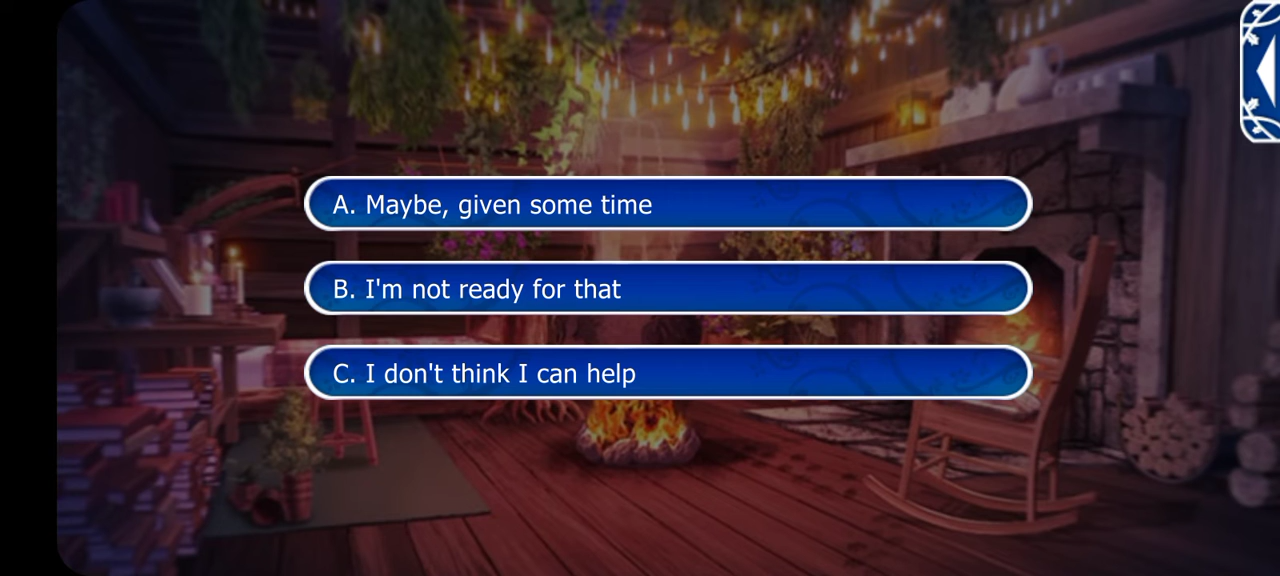 A. Maybe, given some time
B. I'm not ready for that
C. I don't think I can help